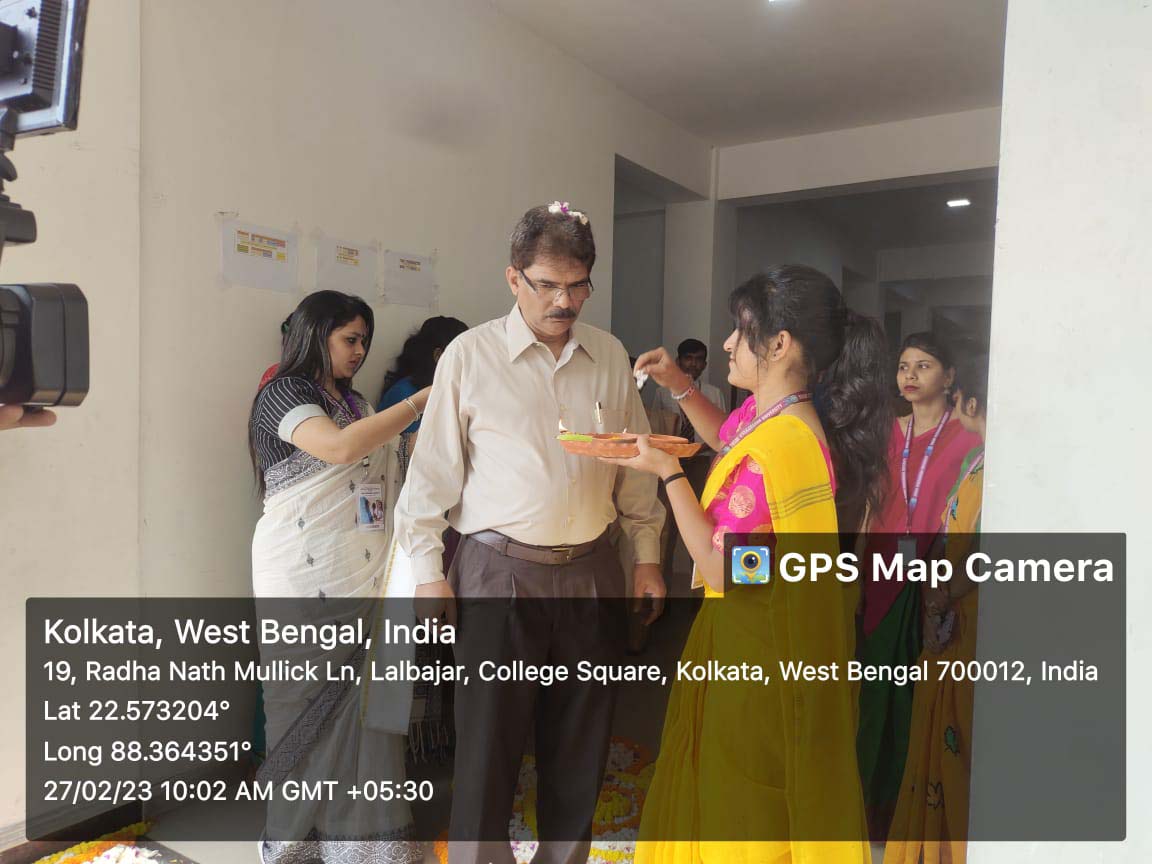 GPS Map Camera
Kolkata, West Bengal, India
19, Radha Nath Mullick Ln, Lalbajar, College Square, Kolkata, West Bengal 700012, India
Lat 22.573204°
Long 88.364351°
27/02/23 10:02 AM GMT +05:30